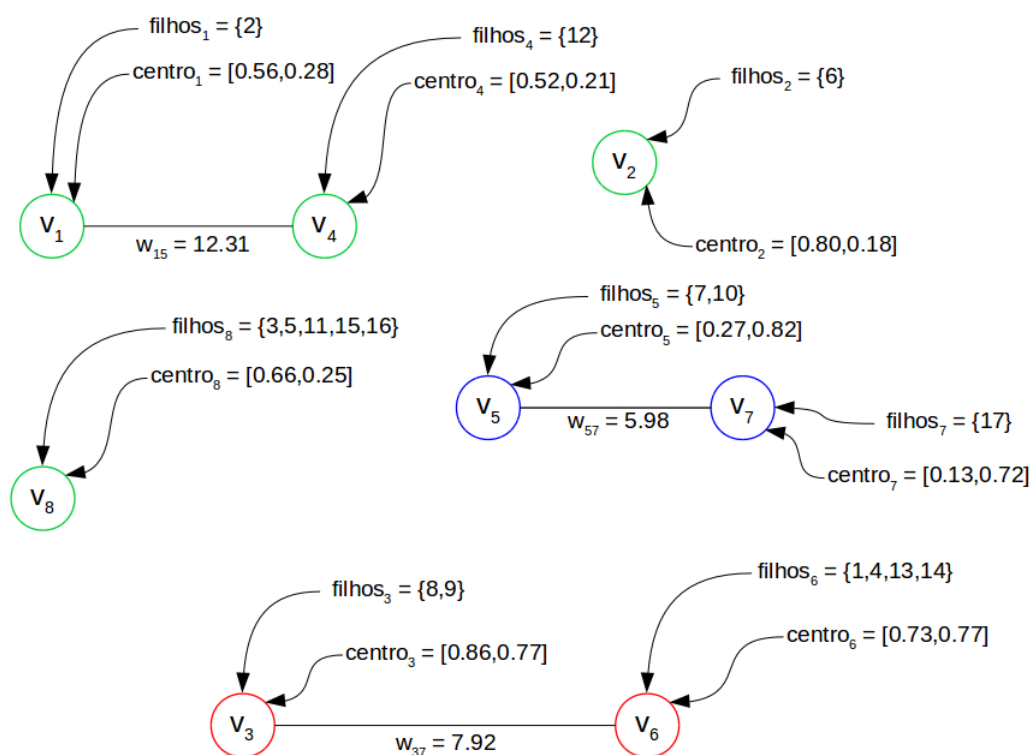 filhos₁ = {2}
centro₁ = [0.56,0.28]
filhos₄ = {12}
centro₄ = [0.52,0.21]
filhos₂ = {6}
v₂
centro₂ = [0.80,0.18]
v₁
w₁₅ = 12.31
v₄
filhos₈ = {3,5,11,15,16}
centro₈ = [0.66,0.25]
v₈
filhos₅ = {7,10}
centro₅ = [0.27,0.82]
v₅
w₅₇ = 5.98
v₇
filhos₇ = {17}
centro₇ = [0.13,0.72]
filhos₃ = {8,9}
centro₃ = [0.86,0.77]
filhos₆ = {1,4,13,14}
centro₆ = [0.73,0.77]
v₃
w₃₇ = 7.92
v₆